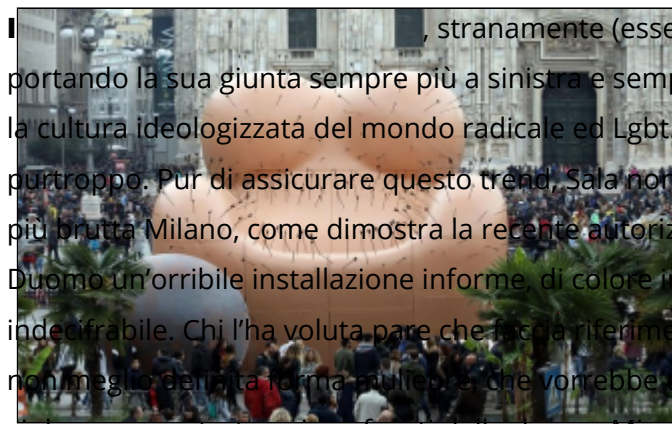 , stranamente (esse
portando la sua giunta sempre più a sinistra e semp
la cultura ideologizzata del mondo radicale ed Lgbt
purtroppo. Pur di assicurare questo trend, Sala non
più brutta Milano, come dimostra la recente autoriz
Duomo un’orribile installazione informe, di colore
indecifrabile. Chi l’ha voluta pare che faccia riferime
non meglio definita forma muliebre, che vorrebbe